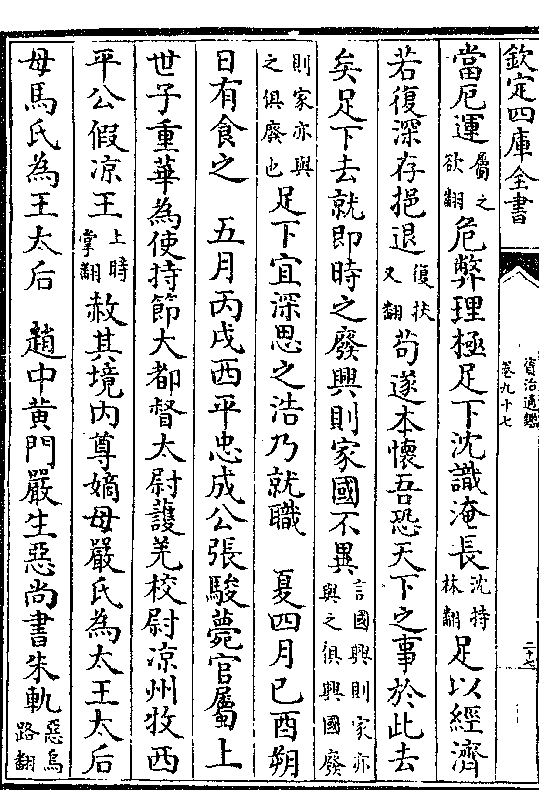 欽定四庫全書
資治通鑑
卷九十七
二十七
當厄運屬之欲翻危弊理極足下沈識淹長沈持林翻足以經濟
若復深存挹退復扶又翻苟遂本懷吾恐天下之事於此去
矣足下去就即時之廢興則家國不異言國興則家亦與之俱興國廢
則家亦與之俱廢也足下宜深思之浩乃就職　夏四月己酉朔
日有食之　五月丙戌西平忠成公張駿薨官屬上
世子重華為使持節大都督太尉護羌校尉凉州牧西
平公假凉王上時掌翻赦其境内尊嫡母嚴氏為太王太后
母馬氏為王太后　趙中黄門嚴生惡尚書朱軌惡烏路翻